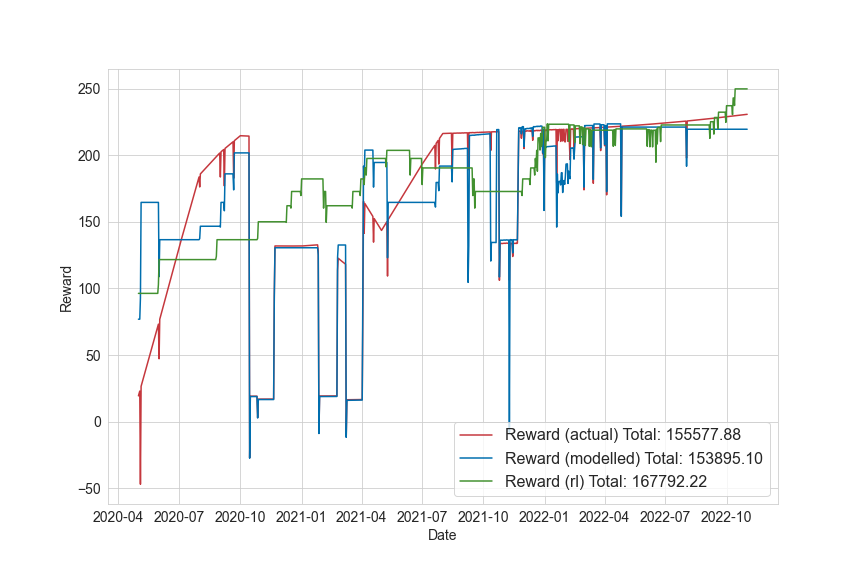 250
200
150
100
50
0
−50
Reward
Reward (actual) Total: 155577.88
Reward (modelled) Total: 153895.10
Reward (rl) Total: 167792.22
2020-04 2020-07 2020-10 2021-01 2021-04 2021-07 2021-10 2022-01 2022-04 2022-07 2022-10
Date